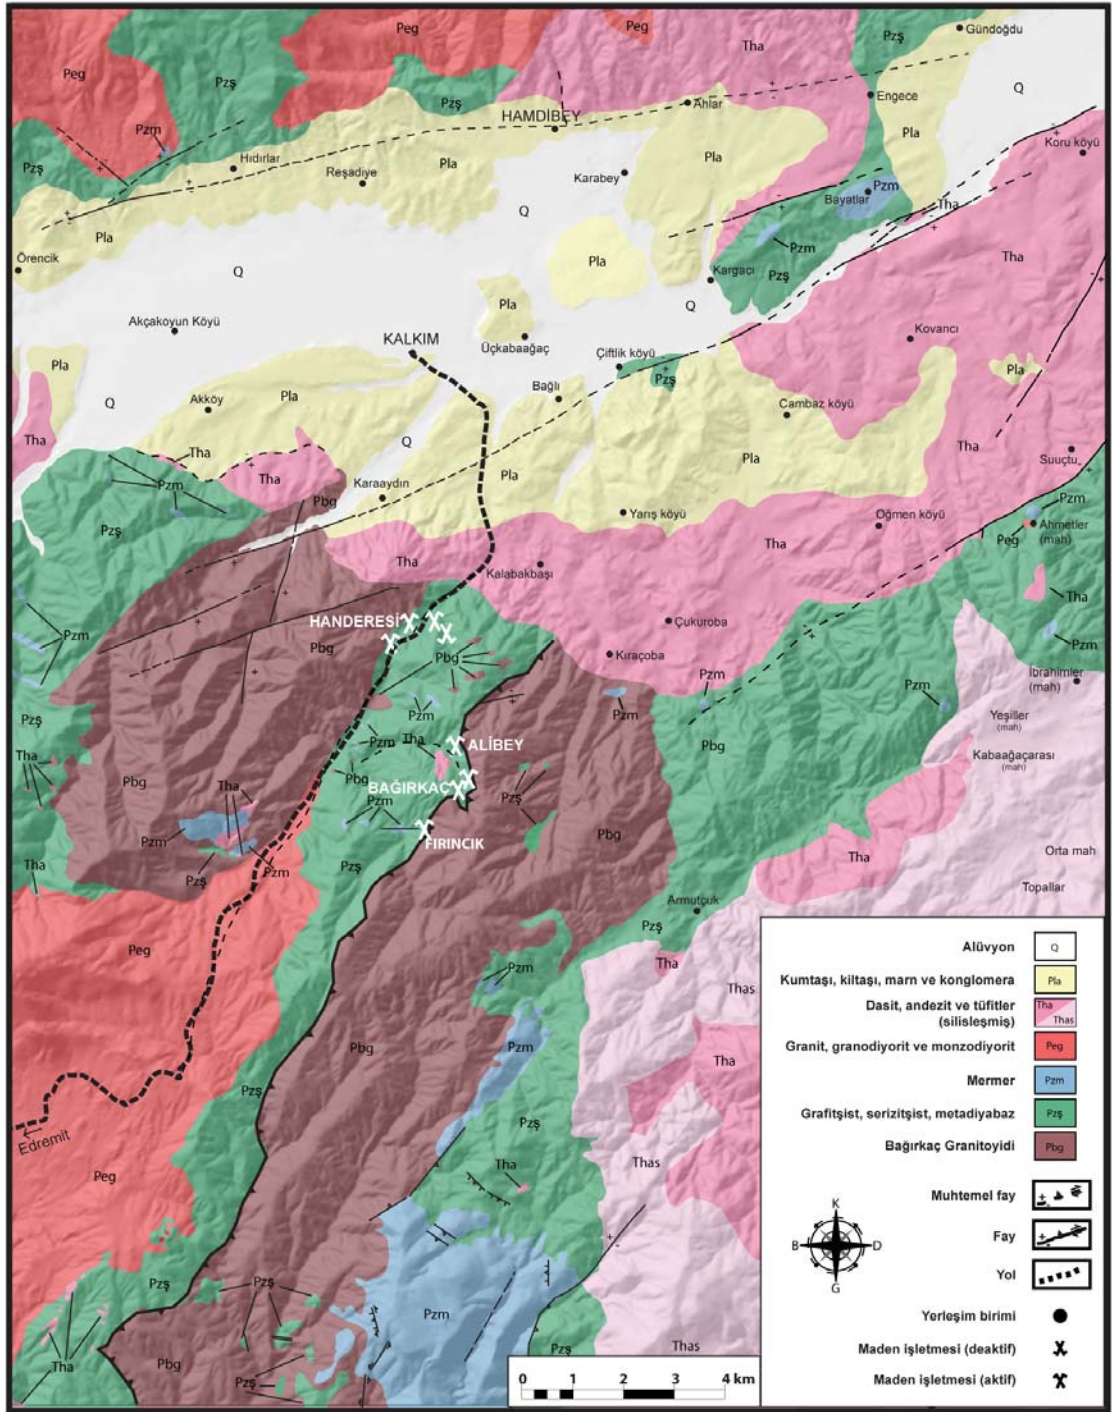 Peg
Peg
Tha
Pzş
Gündoğdu
Peg
Pzş
Pzş
Q
HAMDİBEY
Ahlar
Engece
Pzm
Pla
Koru köyü
Pzş
Hıdırlar
Reşadiye
Pla
Pla
Karabey
Pzm
Bayatlar
Q
Tha
Pla
Pzm
Örencik
Pla
Tha
Q
Kargaçı
Pzş
Pla
Q
Akçakoyun Köyü
KALKIM
Üçkabaağaç
Kovancı
Çiftlik köyü
Pla
Bağlı
Pzş
Pla
Q
Akköy
Pla
Cambaz köyü
Tha
Q
Tha
Tha
Pla
Pla
Suuçtu
Tha
Pzm
Karaaydın
Pbg
Pzm
Pzş
Yarış köyü
Oğmen köyü
Ahmetler
(mah)
Peg
Tha
Tha
Kalabakbaşı
Tha
HANDERESİ
Çukuroba
Pzm
Pbg
Pbg
Kıraçoba
Pzm
Pzm
Pzm
İbrahimler
(mah)
Pzş
Pzm
Pzm
Yeşiller
(mah)
Tha
Pzm
Tha
ALİBEY
Pbg
Kabaağaçarası
(mah)
Pbg
Tha
Pbg
BAĞIRKAÇ
Pzm
Pzş
Pzm
FIRINCIK
Pbg
Orta mah
Tha
Pzş
Pzm
Pzş
Tha
Topallar
Armutçuk
Peg
Pzş
Tha
Pzm
Thas
Pbg
Pzm
Tha
Pzş
Pzş
Edremit
Tha
Thas
Peg
Pzş
Pzş
Pzm
Tha
Pbg
Pzş
Pzş
Thas
Alüvyon
Q
Kumtaşı, kiltaşı, marn ve konglomera
Pla
Dasit, andezit ve tüfitler
(silisleşmiş)
Tha
Thas
Granit, granodiyorit ve monzodiyorit
Peg
Mermer
Pzm
Grafitşist, serizitşist, metadiyabaz
Pzş
Bağırkaç Granitoyidi
Pbg
Muhtemel fay
Fay
Yol
Yerleşim birimi
Maden işletmesi (deaktif)
Maden işletmesi (aktif)
K
B
D
G
0 1 2 4 km